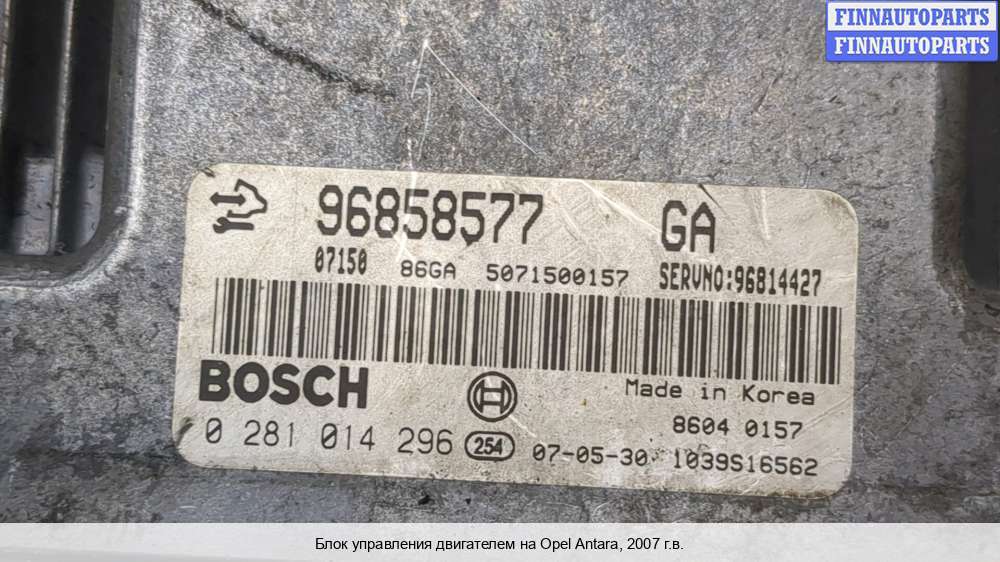 FINNAUTOPARTS
FINNAUTOPARTS
96858577 GA
07150 86GA 5071500157 SERVNO:96814427
BOSCH Made in Korea
8604 0157
0 281 014 296 254 07-05-30 1039S16562
Блок управления двигателем на Opel Antara, 2007 г.в.